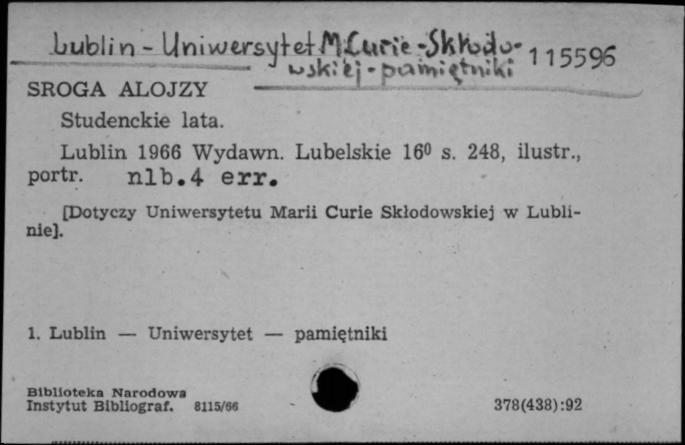 Lublin - Uniwersytet M. Curie-Skłodo-
wskiej - pamiętniki
115596
SROGA ALOJZY
Studenckie lata.
Lublin 1966 Wydawn. Lubelskie 16⁰ s. 248, ilustr.,
portr. nlb.4 err.
[Dotyczy Uniwersytetu Marii Curie Skłodowskiej w Lubli-
nie].
1. Lublin — Uniwersytet — pamiętniki
Biblioteka Narodowa
Instytut Bibliograf. 8115/66
378(438):92